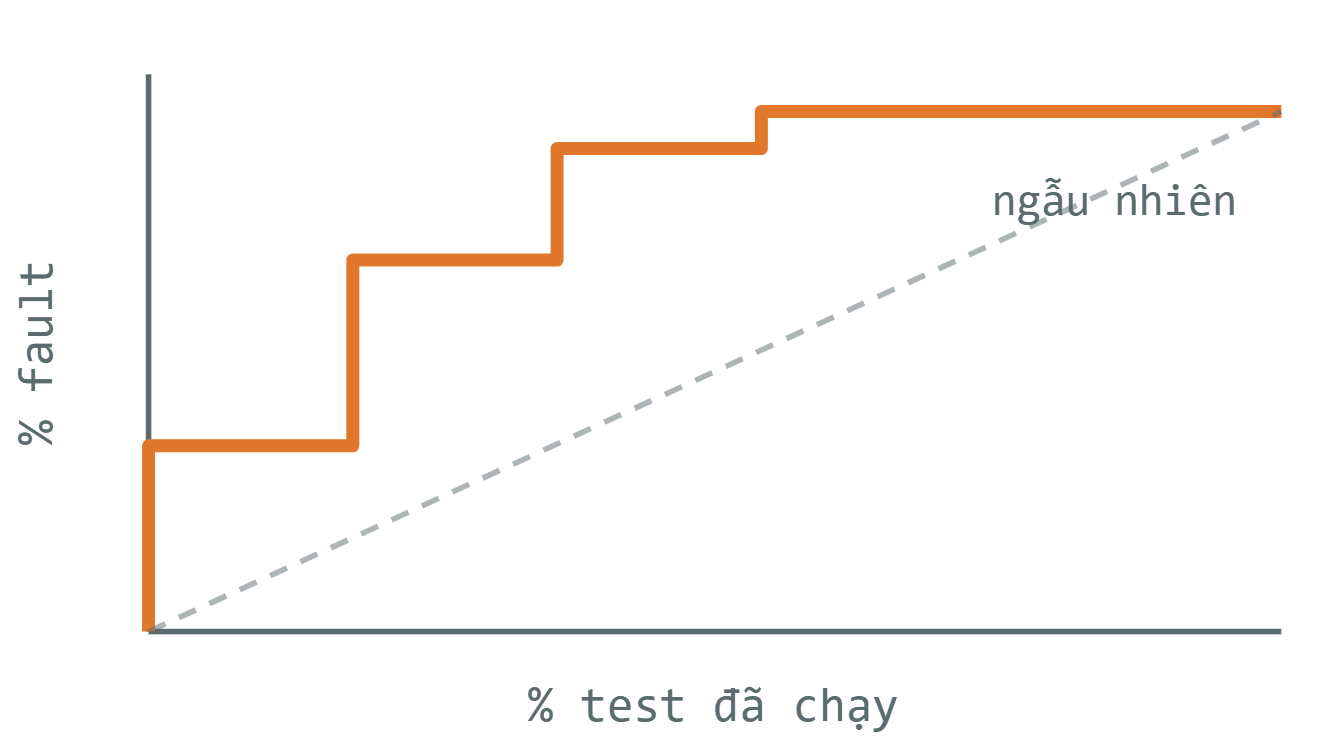 % fault
ngẫu nhiên
% test đã chạy